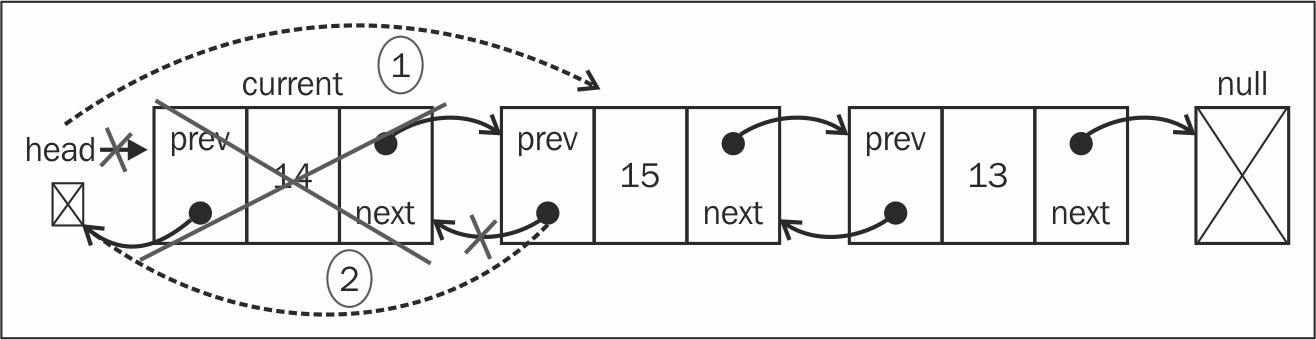 1
current
null
head
prev
14
next
prev
15
next
prev
13
next
2